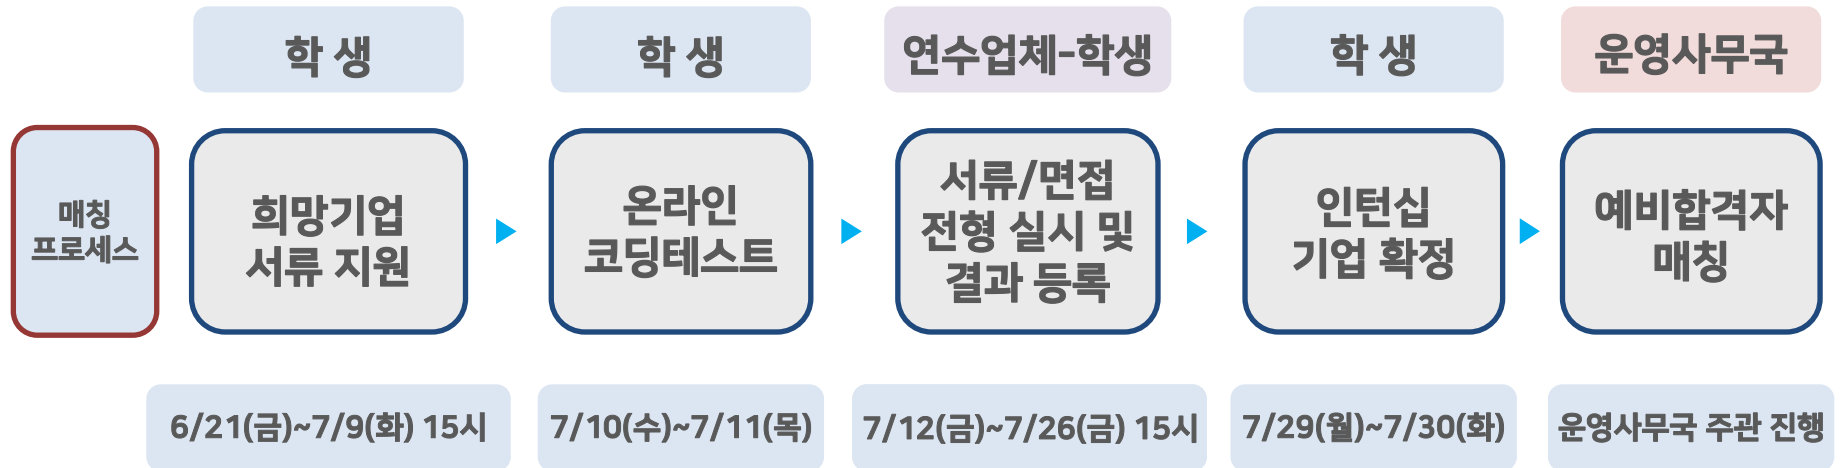 학 생
학 생
연수업체-학생
학 생
운영사무국
매칭
프로세스
희망기업
서류 지원
온라인
코딩테스트
서류/면접
전형 실시 및
결과 등록
인턴십
기업 확정
예비합격자
매칭
6/21(금)~7/9(화) 15시
7/10(수)~7/11(목)
7/12(금)~7/26(금) 15시
7/29(월)~7/30(화)
운영사무국 주관 진행